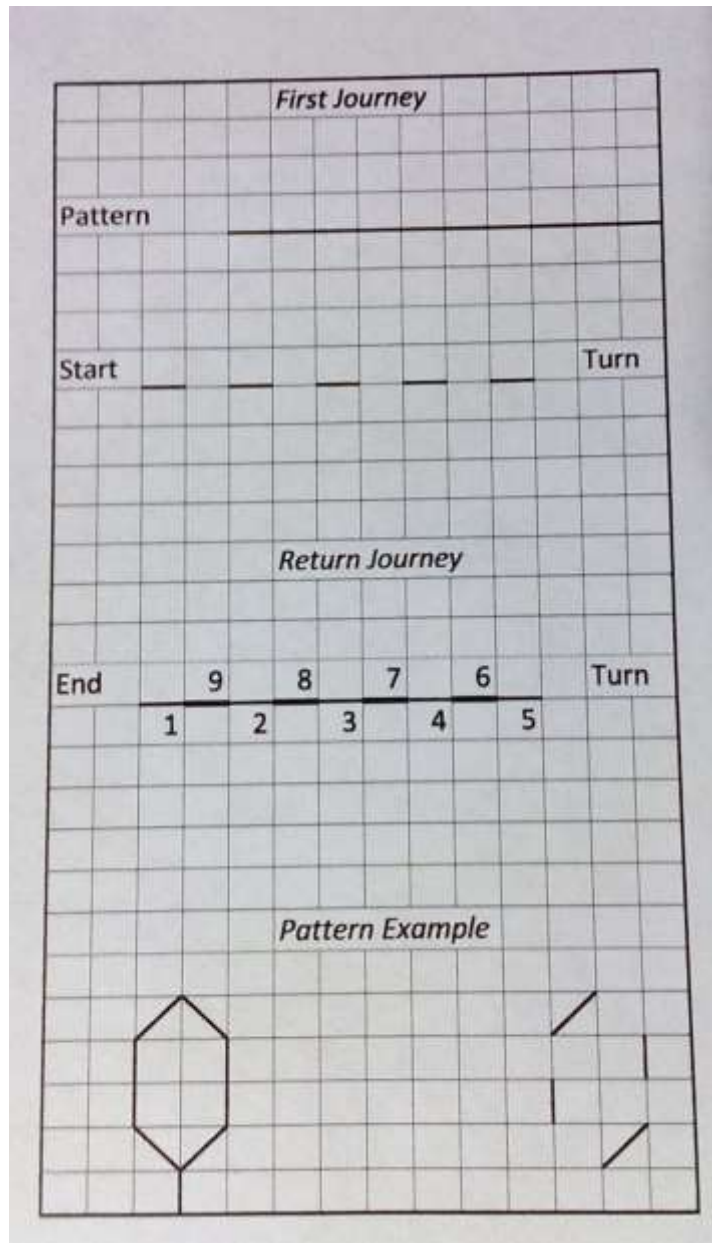 First Journey
Pattern
Start Turn
Return Journey
End 9 8 7 6 Turn
1 2 3 4 5
Pattern Example